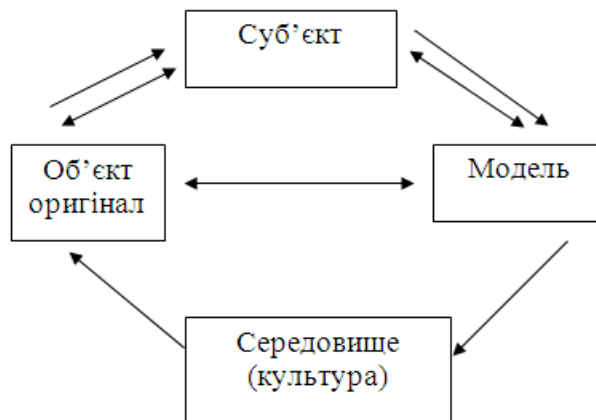 Суб’єкт
Об’єкт
оригінал
Модель
Середовище
(культура)